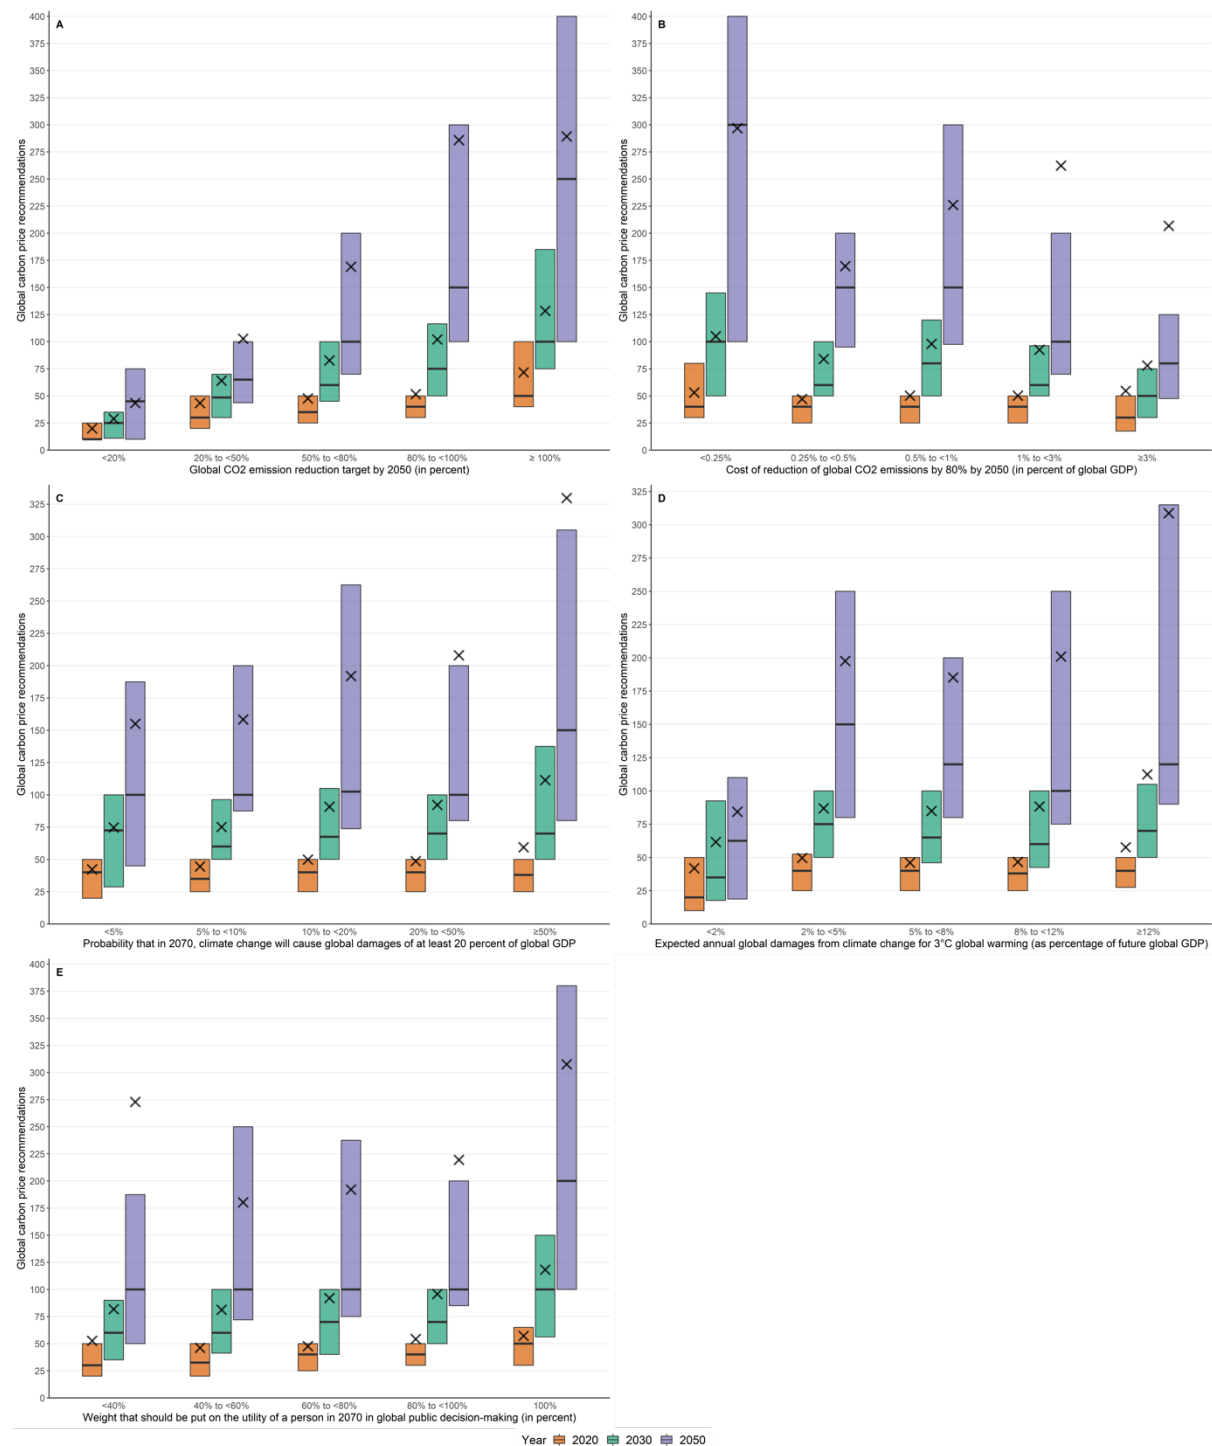 A
Global carbon price recommendations
400
375
350
325
300
275
250
225
200
175
150
125
100
75
50
25
0
<20%
20% to <50%
50% to <80%
80% to <100%
≥ 100%
Global CO2 emission reduction target by 2050 (in percent)
B
Global carbon price recommendations
400
375
350
325
300
275
250
225
200
175
150
125
100
75
50
25
0
<0.25%
0.25% to <0.5%
0.5% to <1%
1% to <3%
≥3%
Cost of reduction of global CO2 emissions by 80% by 2050 (in percent of global GDP)
C
Global carbon price recommendations
325
300
275
250
225
200
175
150
125
100
75
50
25
0
<5%
5% to <10%
10% to <20%
20% to <50%
≥50%
Probability that in 2070, climate change will cause global damages of at least 20 percent of global GDP
D
Global carbon price recommendations
325
300
275
250
225
200
175
150
125
100
75
50
25
0
<2%
2% to <5%
5% to <8%
8% to <12%
≥12%
Expected annual global damages from climate change for 3°C global warming (as percentage of future global GDP)
E
Global carbon price recommendations
400
375
350
325
300
275
250
225
200
175
150
125
100
75
50
25
0
<40%
40% to <60%
60% to <80%
80% to <100%
100%
Weight that should be put on the utility of a person in 2070 in global public decision-making (in percent)
Year 2020 2030 2050